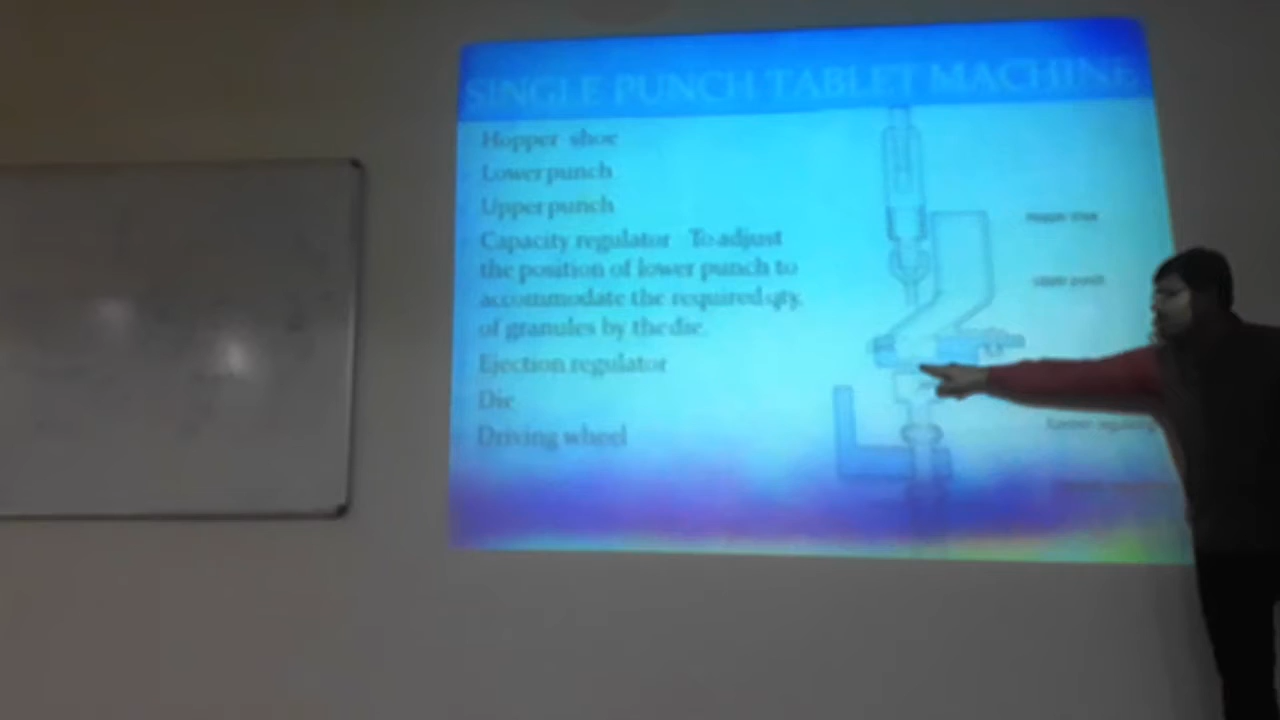 SINGLE PUNCH TABLET MACHINE
Hopper shoe
Lower punch
Upper punch
Capacity regulator To adjust
the position of lower punch to
accommodate the required qty.
of granules by the die.
Ejection regulator
Die
Driving wheel
Hopper shoe
punch